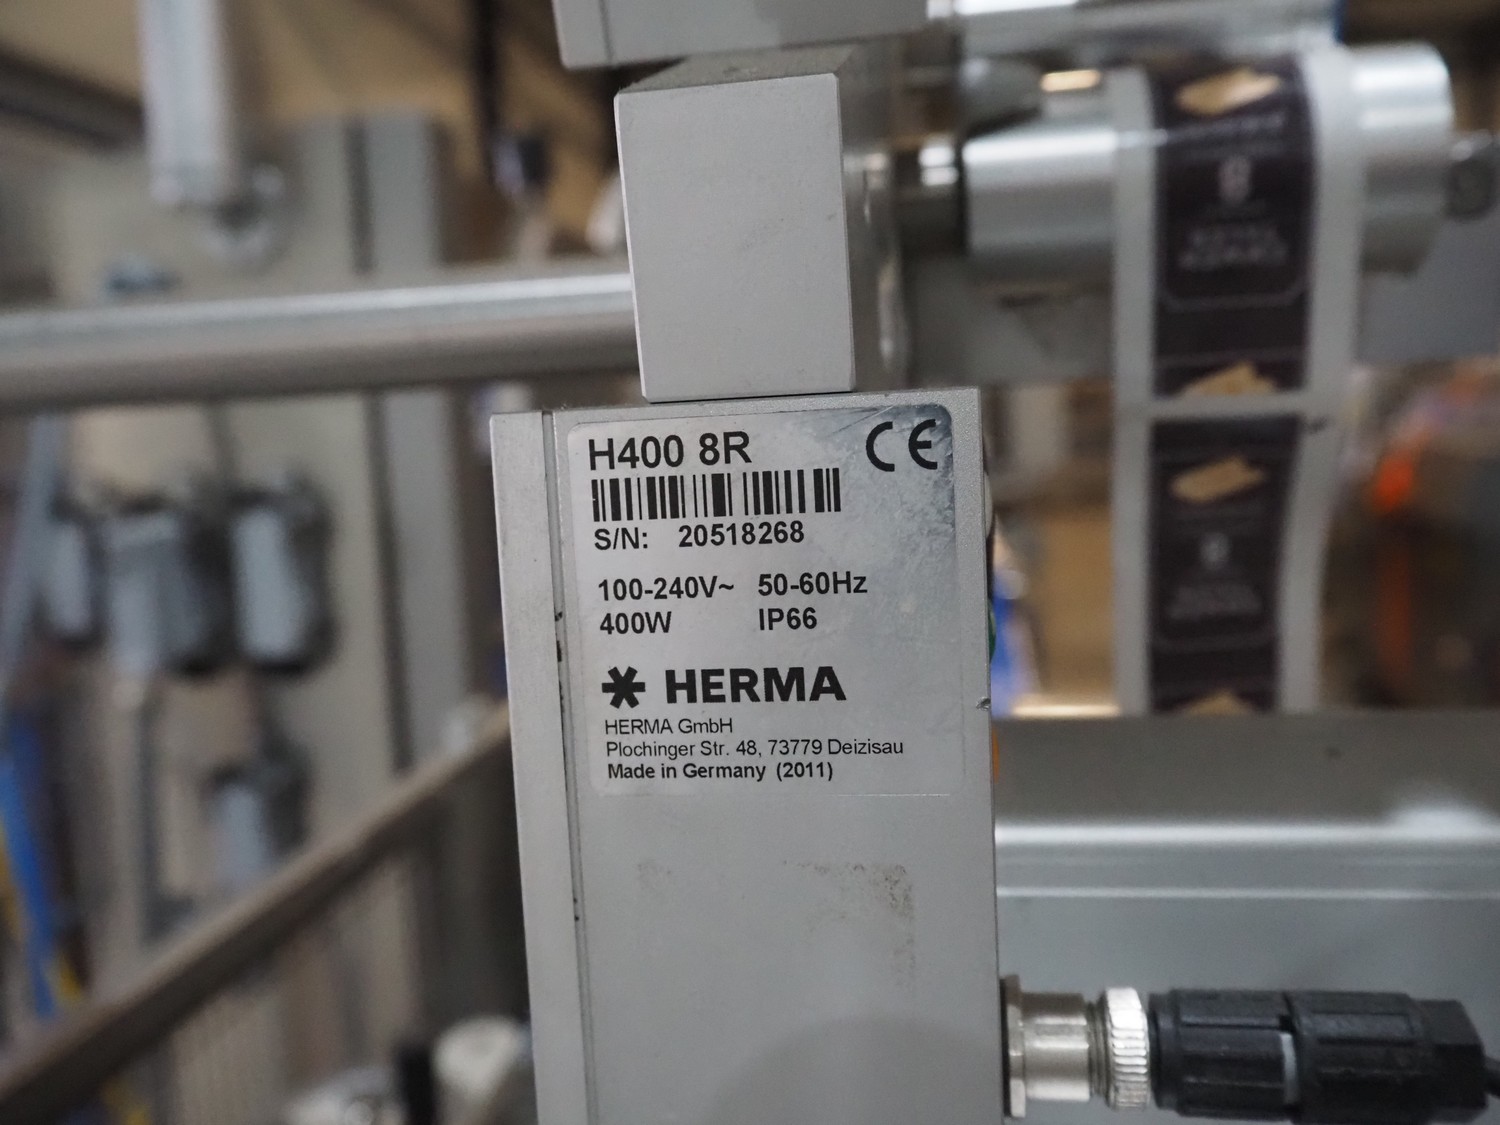 H400 8R CE
S/N: 20518268
100-240V~ 50-60Hz
400W IP66
HERMA
HERMA GmbH
Plochinger Str. 48, 73779 Deizisau
Made in Germany (2011)